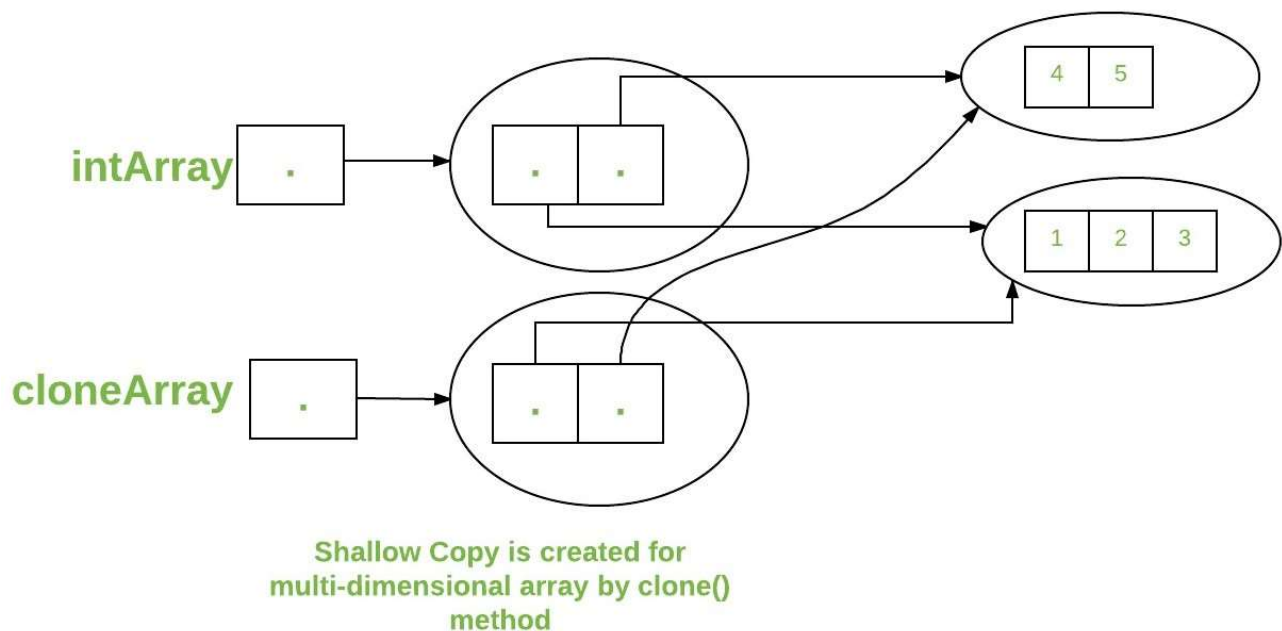 4 5
intArray . . .
1 2 3
cloneArray . . .
Shallow Copy is created for
multi-dimensional array by clone()
method